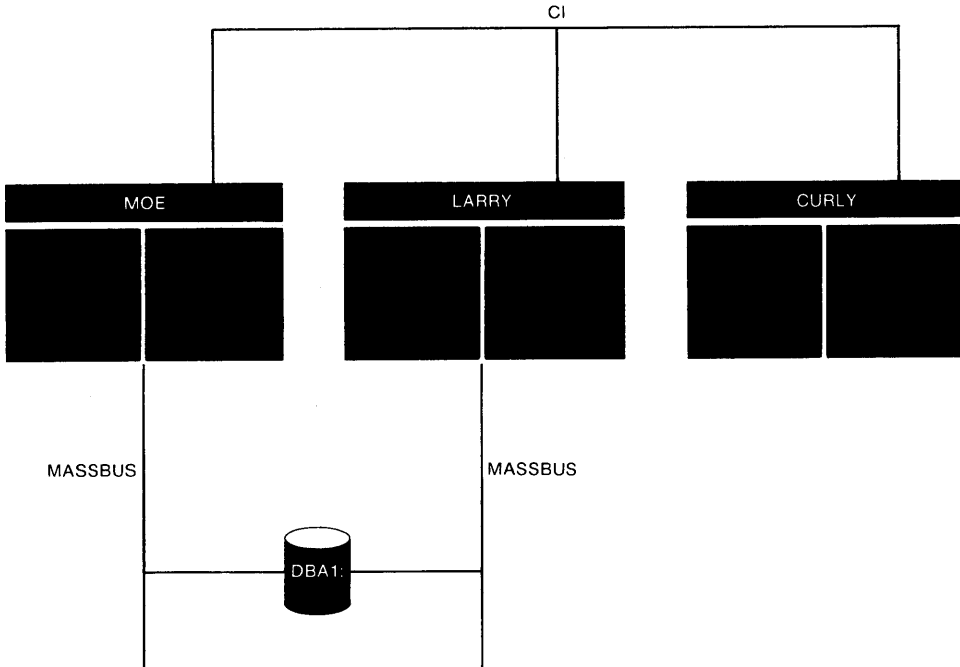 CI
MOE
LARRY
CURLY
MASSBUS
MASSBUS
DBA1: